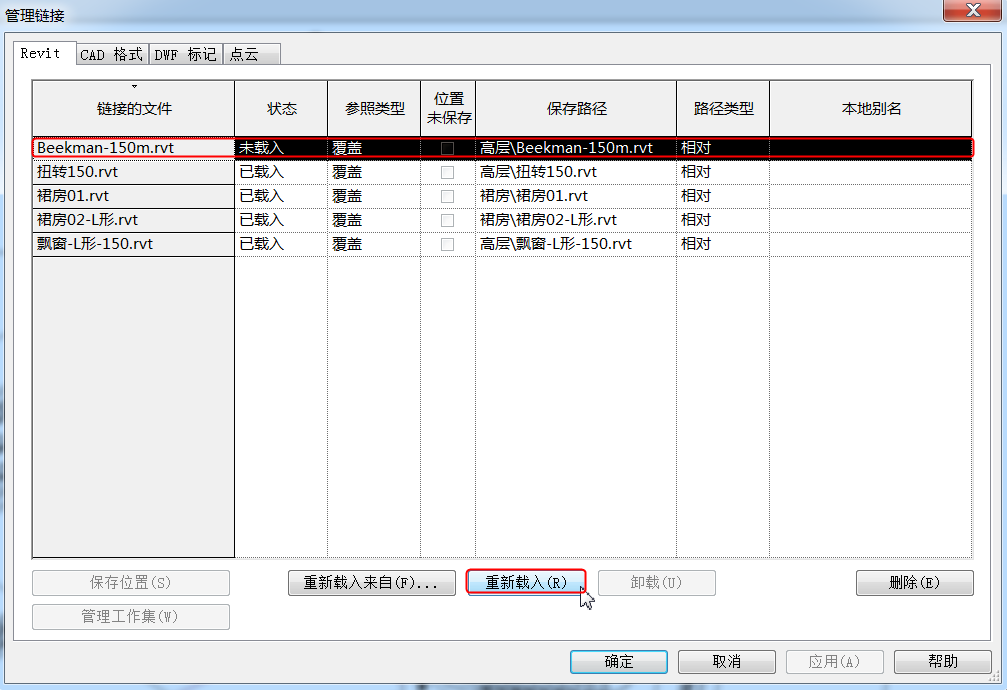 管理链接
Revit CAD 格式 DWF 标记 点云
链接的文件 状态 参照类型 位置未保存 保存路径 路径类型 本地别名
Beekman-150m.rvt 未载入 覆盖 高层\Beekman-150m.rvt 相对
扭转150.rvt 已载入 覆盖 高层\扭转150.rvt 相对
裙房01.rvt 已载入 覆盖 裙房\裙房01.rvt 相对
裙房02-L形.rvt 已载入 覆盖 裙房\裙房02-L形.rvt 相对
飘窗-L形-150.rvt 已载入 覆盖 高层\飘窗-L形-150.rvt 相对
保存位置(S) 重新载入来自(F)... 重新载入(R) 卸载(U) 删除(E)
管理工作集(W)
确定 取消 应用(A) 帮助